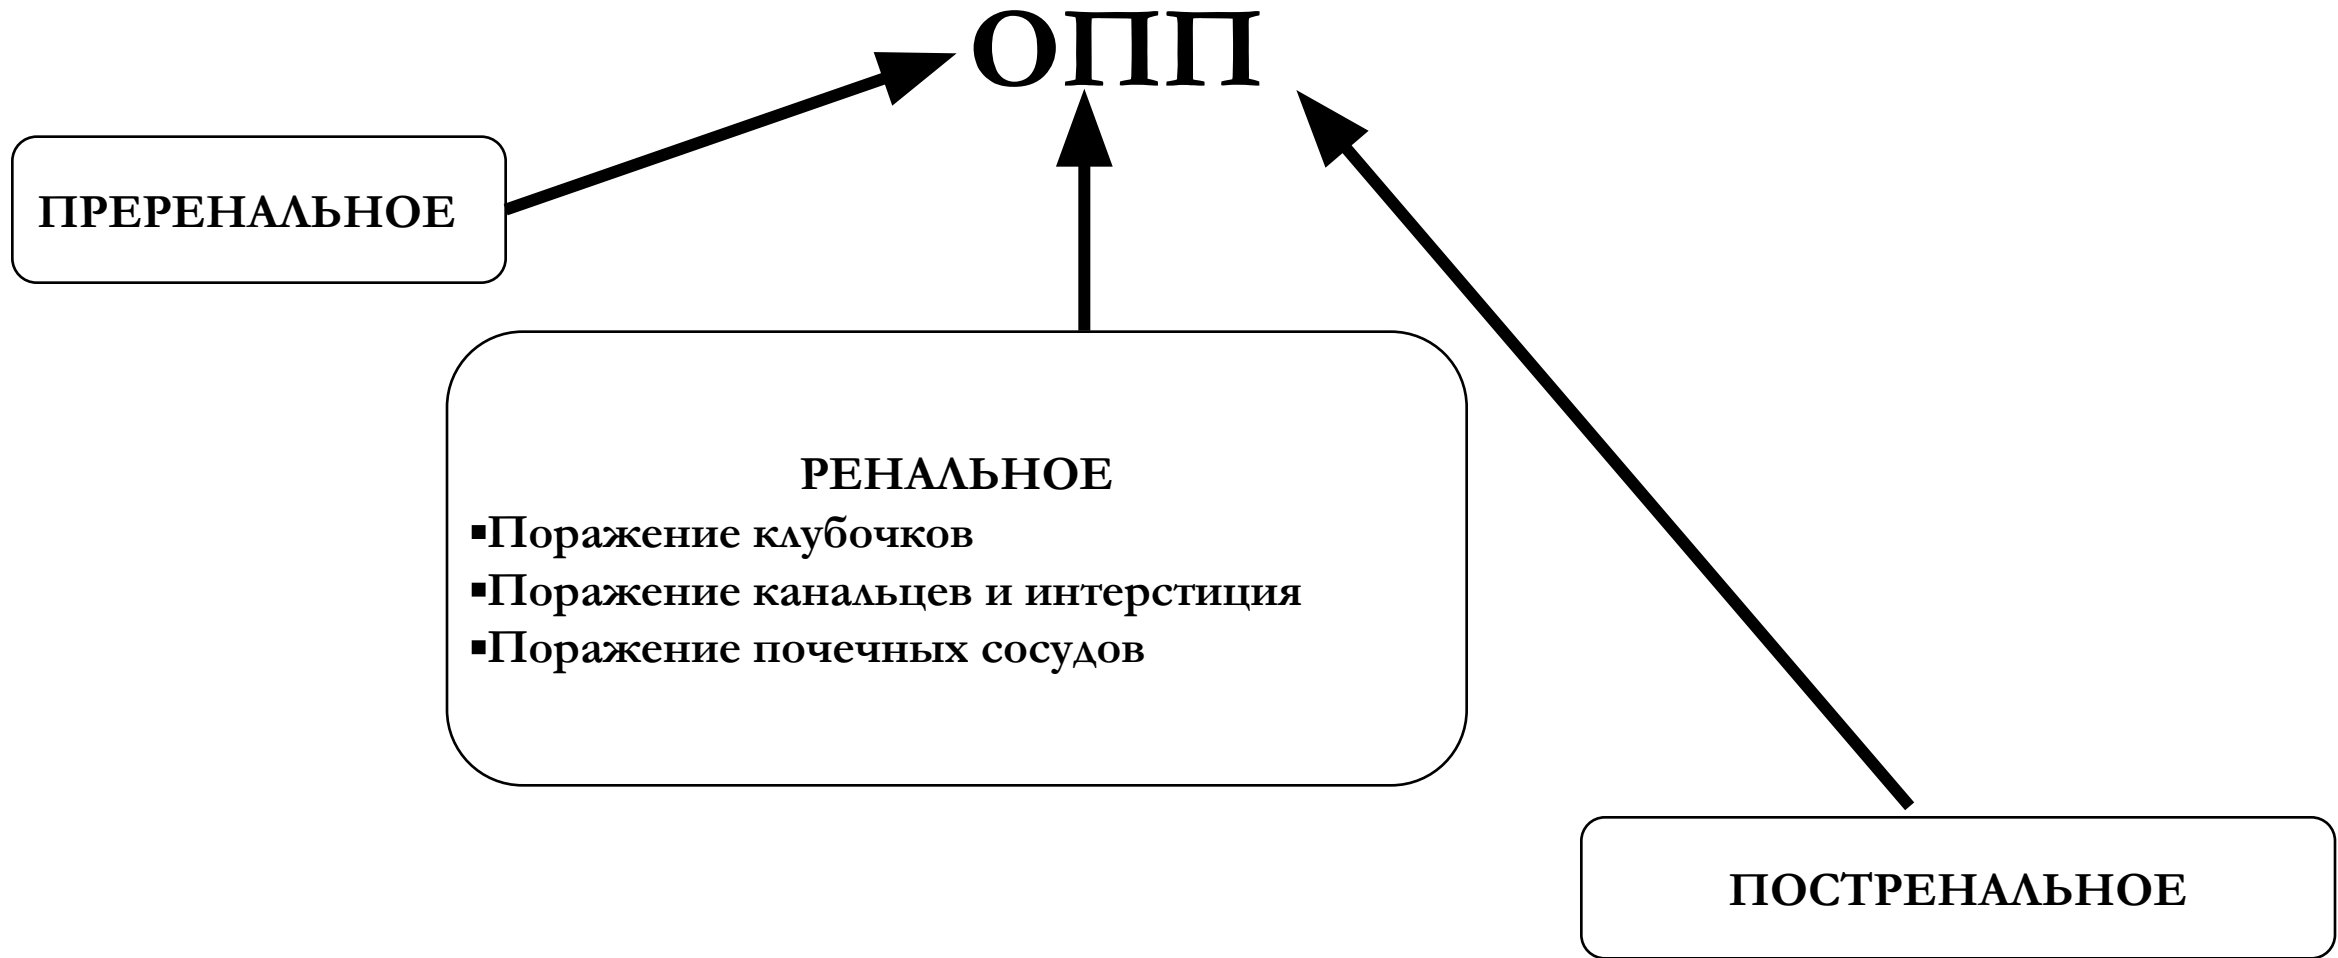 ОПП
ПРЕРЕНАЛЬНОЕ
РЕНАЛЬНОЕ
▪Поражение клубочков
▪Поражение канальцев и интерстиция
▪Поражение почечных сосудов
ПОСТРЕНАЛЬНОЕ